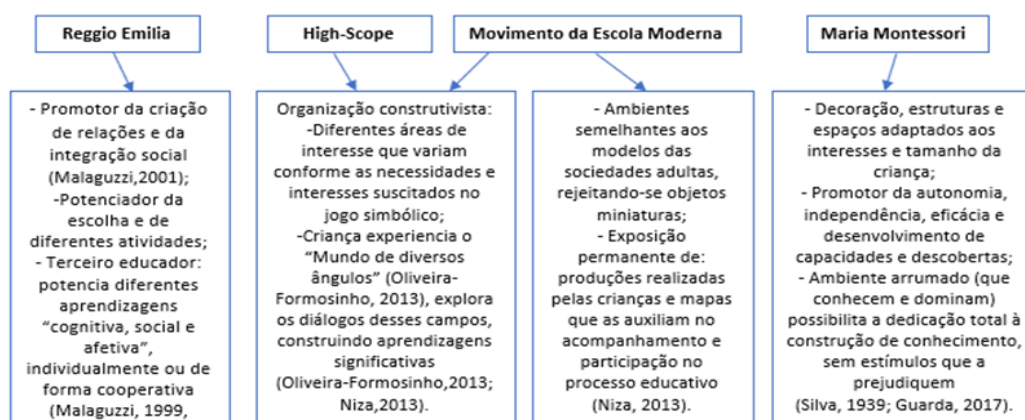 Reggio Emilia
High-Scope
Movimento da Escola Moderna
Maria Montessori
- Promotor da criação
de relações e da
integração social
(Malaguzzi,2001);
-Potenciador da
escolha e de
diferentes atividades;
- Terceiro educador:
potencia diferentes
aprendizagens
“cognitiva, social e
afetiva”,
individualmente ou de
forma cooperativa
(Malaguzzi, 1999,
Organização construtivista:
-Diferentes áreas de
interesse que variam
conforme as necessidades e
interesses suscitados no
jogo simbólico;
-Criança experiencia o
“Mundo de diversos
ângulos” (Oliveira-
Formosinho, 2013), explora
os diálogos desses campos,
construindo aprendizagens
significativas
(Oliveira-Formosinho,2013;
Niza,2013).
- Ambientes
semelhantes aos
modelos das
sociedades adultas,
rejeitando-se objetos
miniaturas;
- Exposição
permanente de:
produções realizadas
pelas crianças e mapas
que as auxiliam no
acompanhamento e
participação no
processo educativo
(Niza, 2013).
- Decoração, estruturas e
espaços adaptados aos
interesses e tamanho da
criança;
- Promotor da autonomia,
independência, eficácia e
desenvolvimento de
capacidades e descobertas;
- Ambiente arrumado (que
conhecem e dominam)
possibilita a dedicação total à
construção de conhecimento,
sem estímulos que a
prejudiquem
(Silva, 1939; Guarda, 2017).